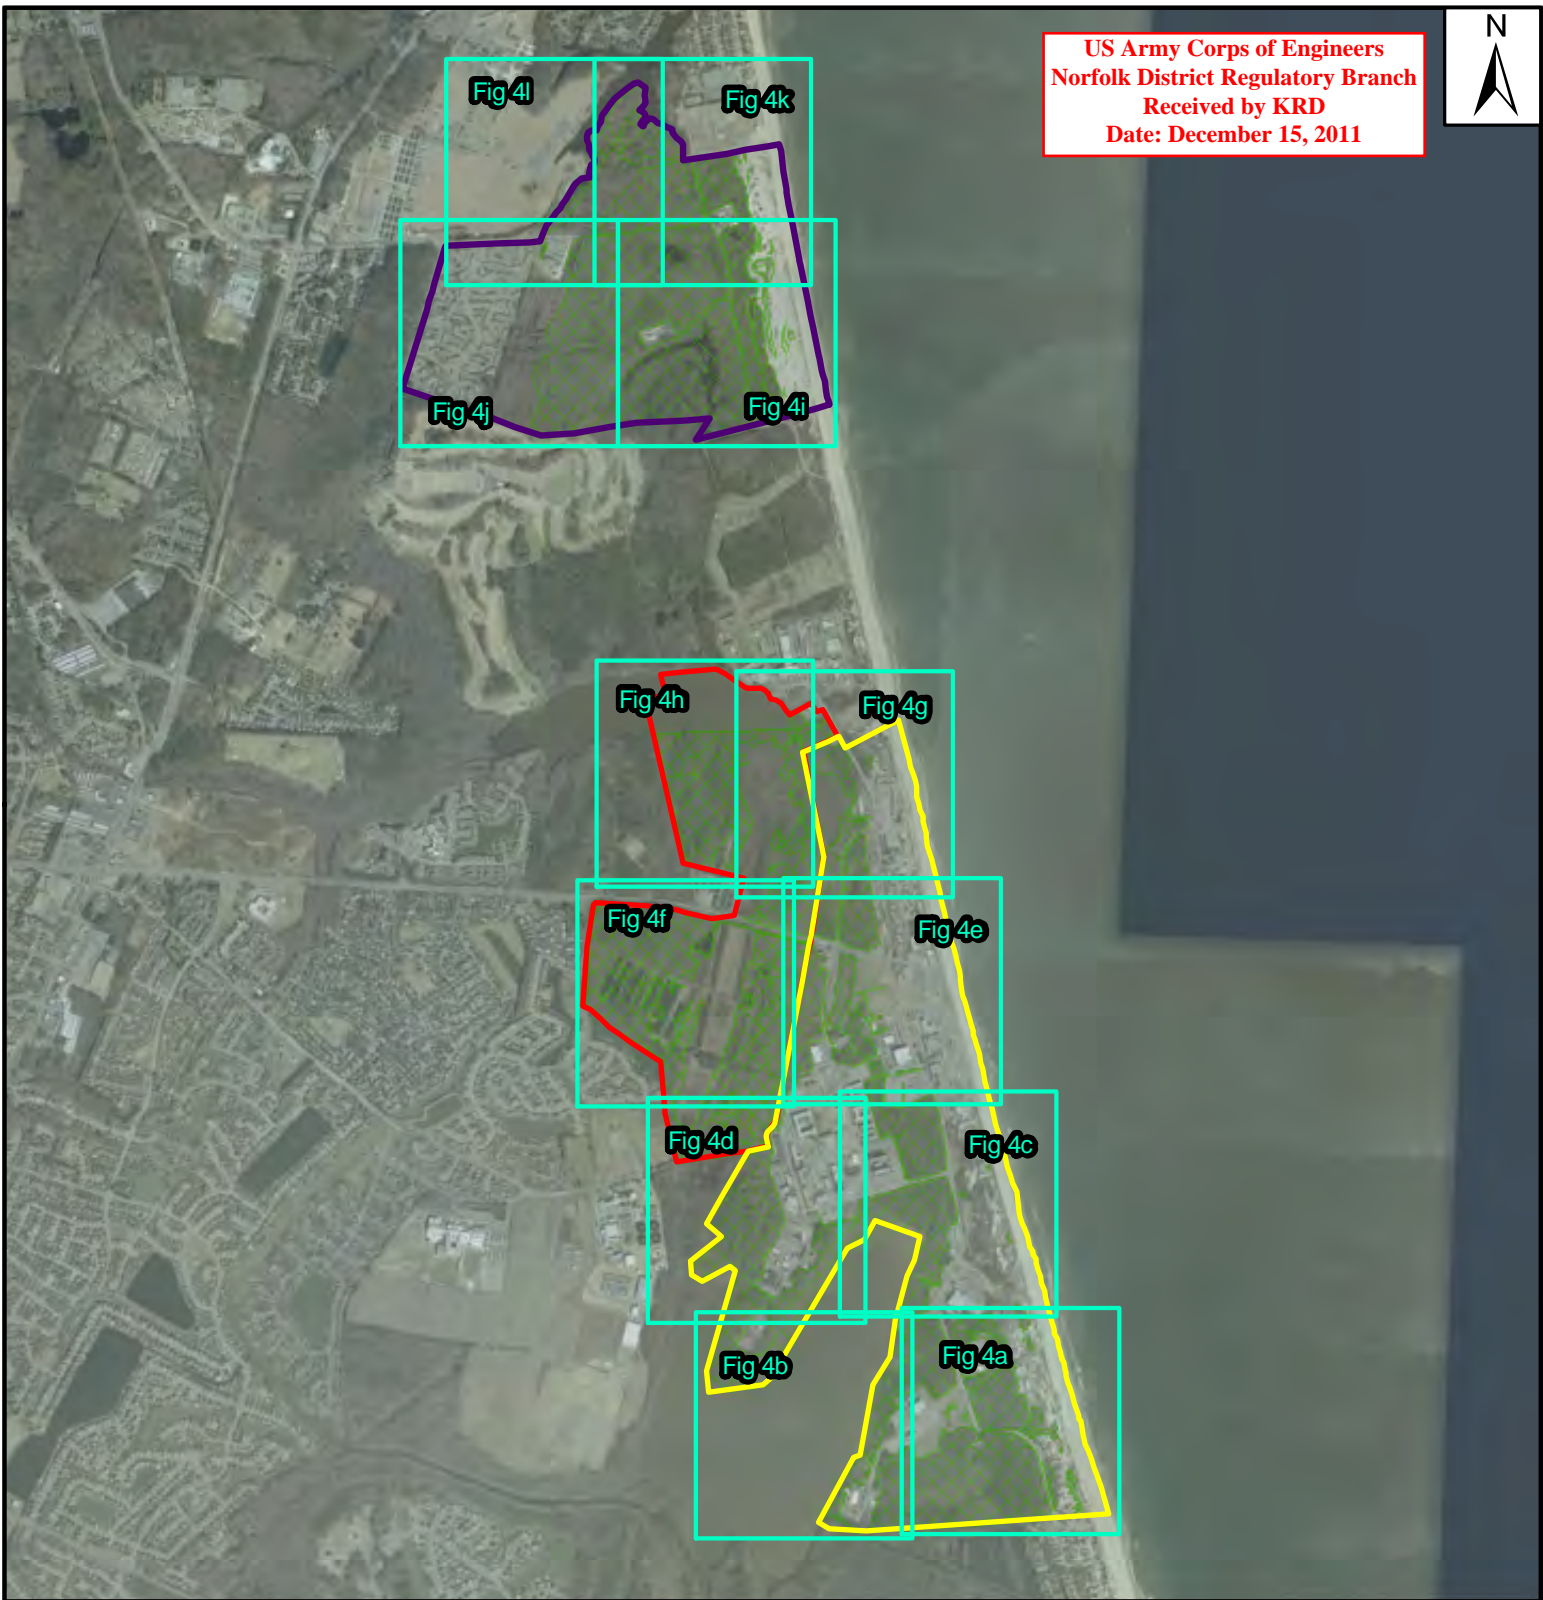 N
US Army Corps of Engineers
Norfolk District Regulatory Branch
Received by KRD
Date: December 15, 2011
Fig 4l
Fig 4k
Fig 4j
Fig 4i
Fig 4h
Fig 4g
Fig 4f
Fig 4e
Fig 4d
Fig 4c
Fig 4b
Fig 4a